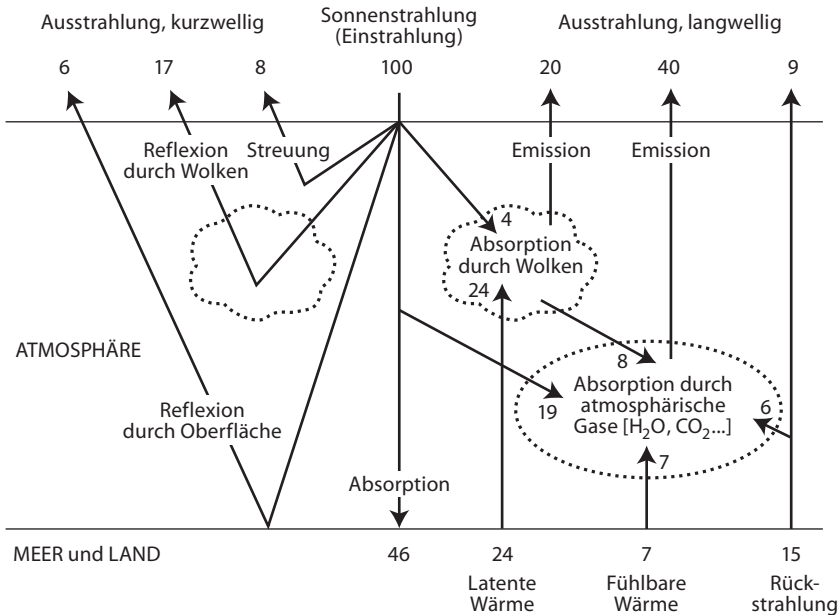 Ausstrahlung, kurzwellig
Sonnenstrahlung
(Einstrahlung)
Ausstrahlung, langwellig
6 17 8 100 20 40 9
Reflexion
durch Wolken
Streuung
Emission
Emission
4
Absorption
durch Wolken
24
ATMOSPHÄRE
8
Absorption durch
atmosphärische
Gase [H₂O, CO₂...]
19
6
7
Reflexion
durch Oberfläche
Absorption
MEER und LAND
46 24 7 15
Latente
Wärme
Fühlbare
Wärme
Rück-
strahlung